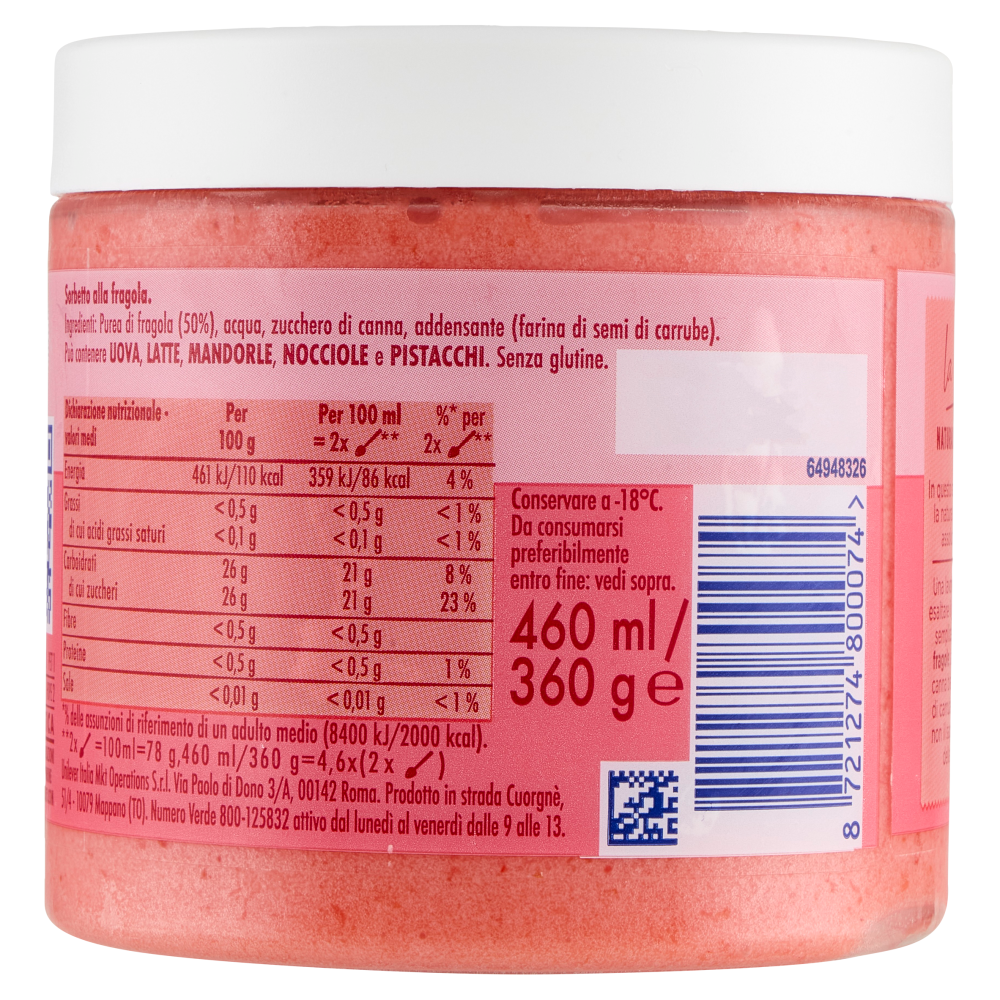 Sorbetto alla fragola.
Ingredienti: Purea di fragola (50%), acqua, zucchero di canna, addensante (farina di semi di carrube).
Può contenere UOVA, LATTE, MANDORLE, NOCCIOLE e PISTACCHI. Senza glutine.
Dichiarazione nutrizionale - Per Per 100 ml %* per
valori medi 100 g = 2x ** 2x **
Energia 461 kJ/110 kcal 359 kJ/86 kcal 4 %
Grassi <0,5 g <0,5 g <1 %
di cui acidi grassi saturi <0,1 g <0,1 g <1 %
Carboidrati 26 g 21 g 8 %
di cui zuccheri 26 g 21 g 23 %
Fibre <0,5 g <0,5 g
Proteine <0,5 g <0,5 g 1 %
Sale <0,01 g <0,01 g <1 %
*% delle assunzioni di riferimento di un adulto medio (8400 kJ/2000 kcal).
**2x =100ml=78 g,460 ml/360 g=4,6x(2 x )
Unilever Italia Mkt Operations S.r.l. Via Paolo di Dono 3/A, 00142 Roma. Prodotto in strada Cuorgnè,
51/4 - 10079 Mappano (TO). Numero Verde 800-125832 attivo dal lunedì al venerdì dalle 9 alle 13.
64948326
Conservare a -18°C.
Da consumarsi
preferibilmente
entro fine: vedi sopra.
460 ml /
360 g e
8 721274 800074 >
In
la
Una